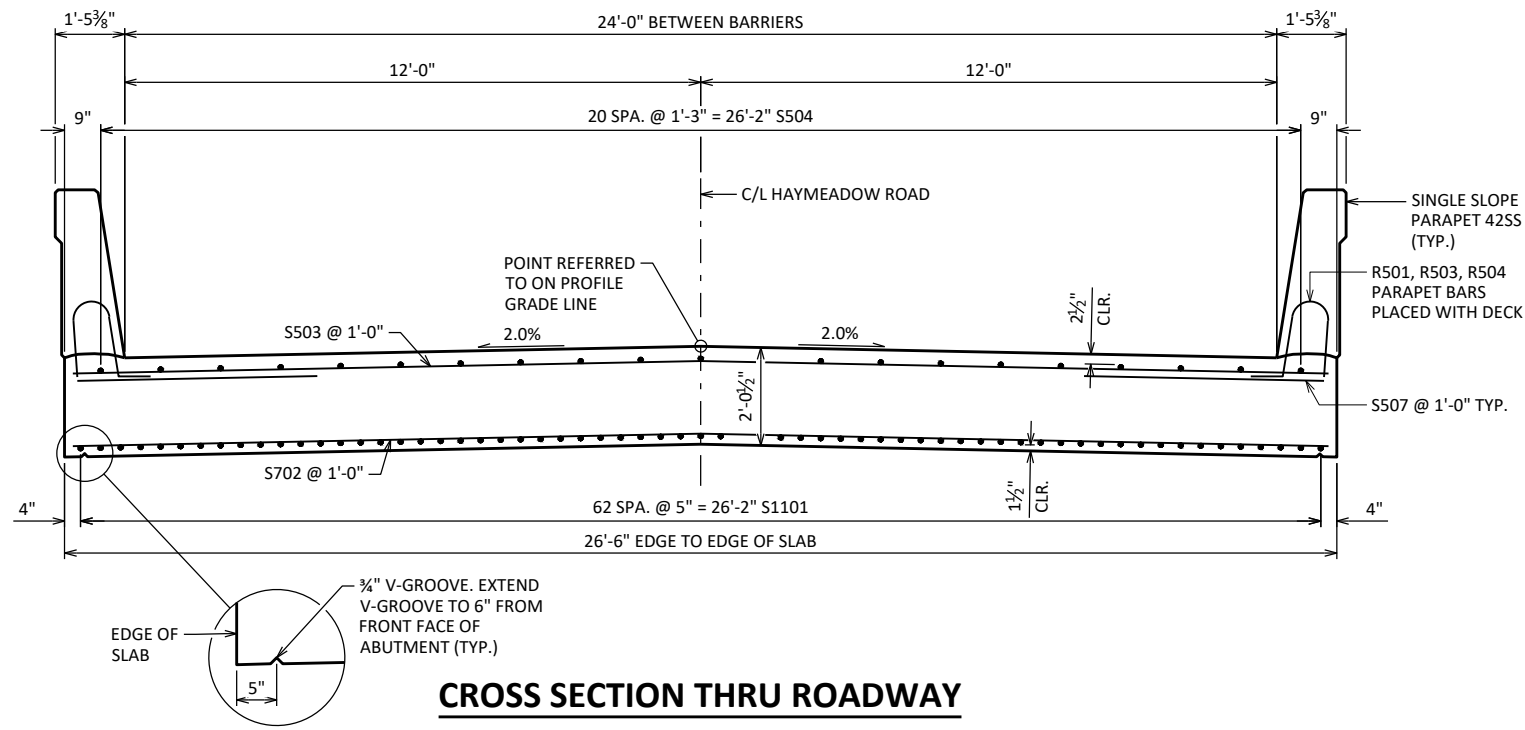 1'-5⅜"
24'-0" BETWEEN BARRIERS
1'-5⅜"
12'-0"
12'-0"
9"
20 SPA. @ 1'-3" = 26'-2" S504
9"
C/L HAYMEADOW ROAD
SINGLE SLOPE
PARAPET 42SS
(TYP.)
POINT REFERRED
TO ON PROFILE
GRADE LINE
R501, R503, R504
PARAPET BARS
PLACED WITH DECK
S503 @ 1'-0"
2.0%
2.0%
2½"
CLR.
2'-0½"
S507 @ 1'-0" TYP.
S702 @ 1'-0"
1½"
CLR.
4"
62 SPA. @ 5" = 26'-2" S1101
4"
26'-6" EDGE TO EDGE OF SLAB
¾" V-GROOVE. EXTEND
V-GROOVE TO 6" FROM
FRONT FACE OF
ABUTMENT (TYP.)
EDGE OF
SLAB
5"
CROSS SECTION THRU ROADWAY